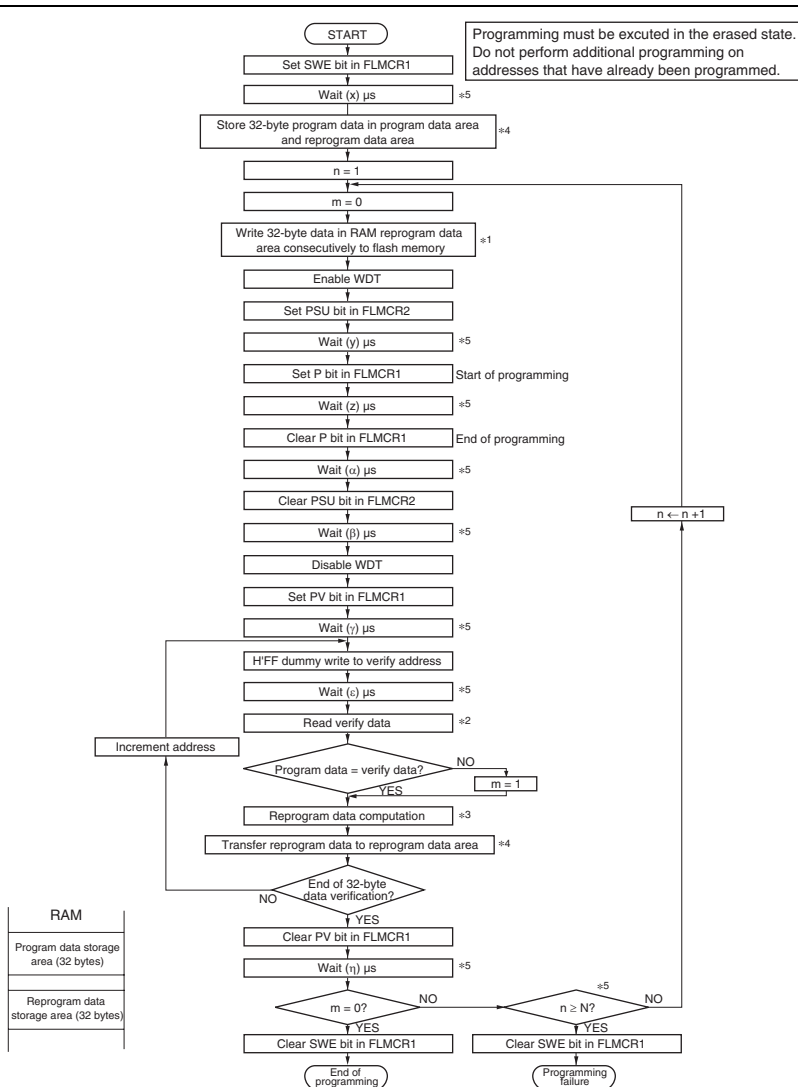 START
Programming must be excuted in the erased state.
Do not perform additional programming on
addresses that have already been programmed.
Set SWE bit in FLMCR1
Wait (x) µs
*5
Store 32-byte program data in program data area
and reprogram data area
*4
n = 1
m = 0
Write 32-byte data in RAM reprogram data
area consecutively to flash memory
*1
Enable WDT
Set PSU bit in FLMCR2
Wait (y) µs
*5
Set P bit in FLMCR1
Start of programming
Wait (z) µs
*5
Clear P bit in FLMCR1
End of programming
Wait (α) µs
*5
Clear PSU bit in FLMCR2
n ← n +1
Wait (β) µs
*5
Disable WDT
Set PV bit in FLMCR1
Wait (γ) µs
*5
H'FF dummy write to verify address
Wait (ε) µs
*5
Read verify data
*2
Increment address
Program data = verify data?
NO
m = 1
YES
Reprogram data computation
*3
Transfer reprogram data to reprogram data area
*4
End of 32-byte
data verification?
NO
YES
RAM
Program data storage
area (32 bytes)
Reprogram data
storage area (32 bytes)
Clear PV bit in FLMCR1
Wait (η) µs
*5
m = 0?
NO
*5
n ≥ N?
NO
YES
YES
Clear SWE bit in FLMCR1
Clear SWE bit in FLMCR1
End of
programming
Programming
failure